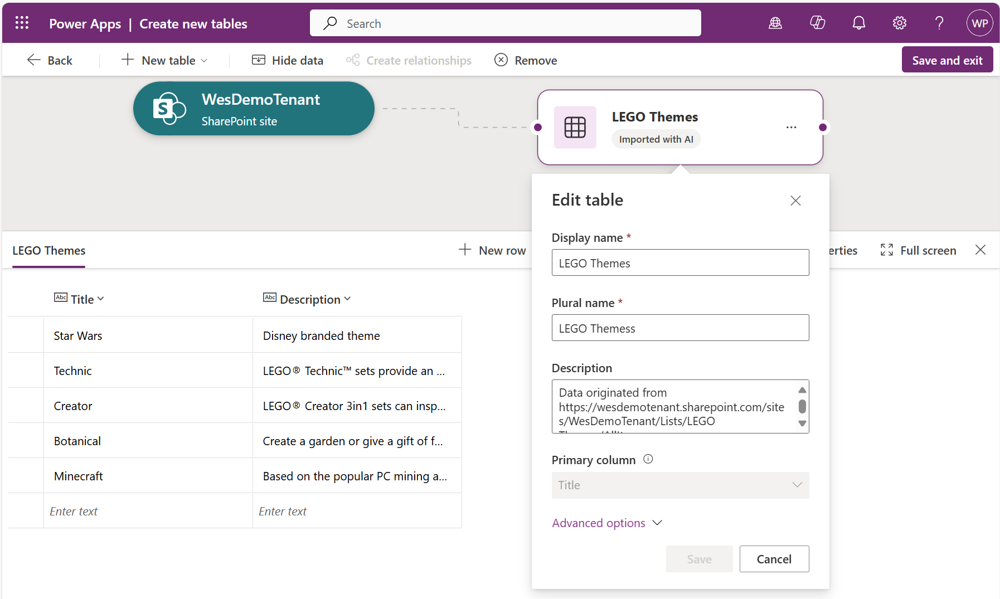 Power Apps | Create new tables
Search
WP
Back
New table
Hide data
Create relationships
Remove
Save and exit
S
WesDemoTenant
SharePoint site
LEGO Themes
Imported with AI
...
Edit table
Display name *
LEGO Themes
Plural name *
LEGO Themess
Description
Data originated from
https://wesdemotenant.sharepoint.com/site
s/WesDemoTenant/Lists/LEGO
Primary column
Title
Advanced options
Save
Cancel
LEGO Themes
New row
erties
Full screen
Abc Title
Abc Description
Star Wars
Disney branded theme
Technic
LEGO® Technic™ sets provide an ...
Creator
LEGO® Creator 3in1 sets can insp...
Botanical
Create a garden or give a gift of f...
Minecraft
Based on the popular PC mining a...
Enter text
Enter text